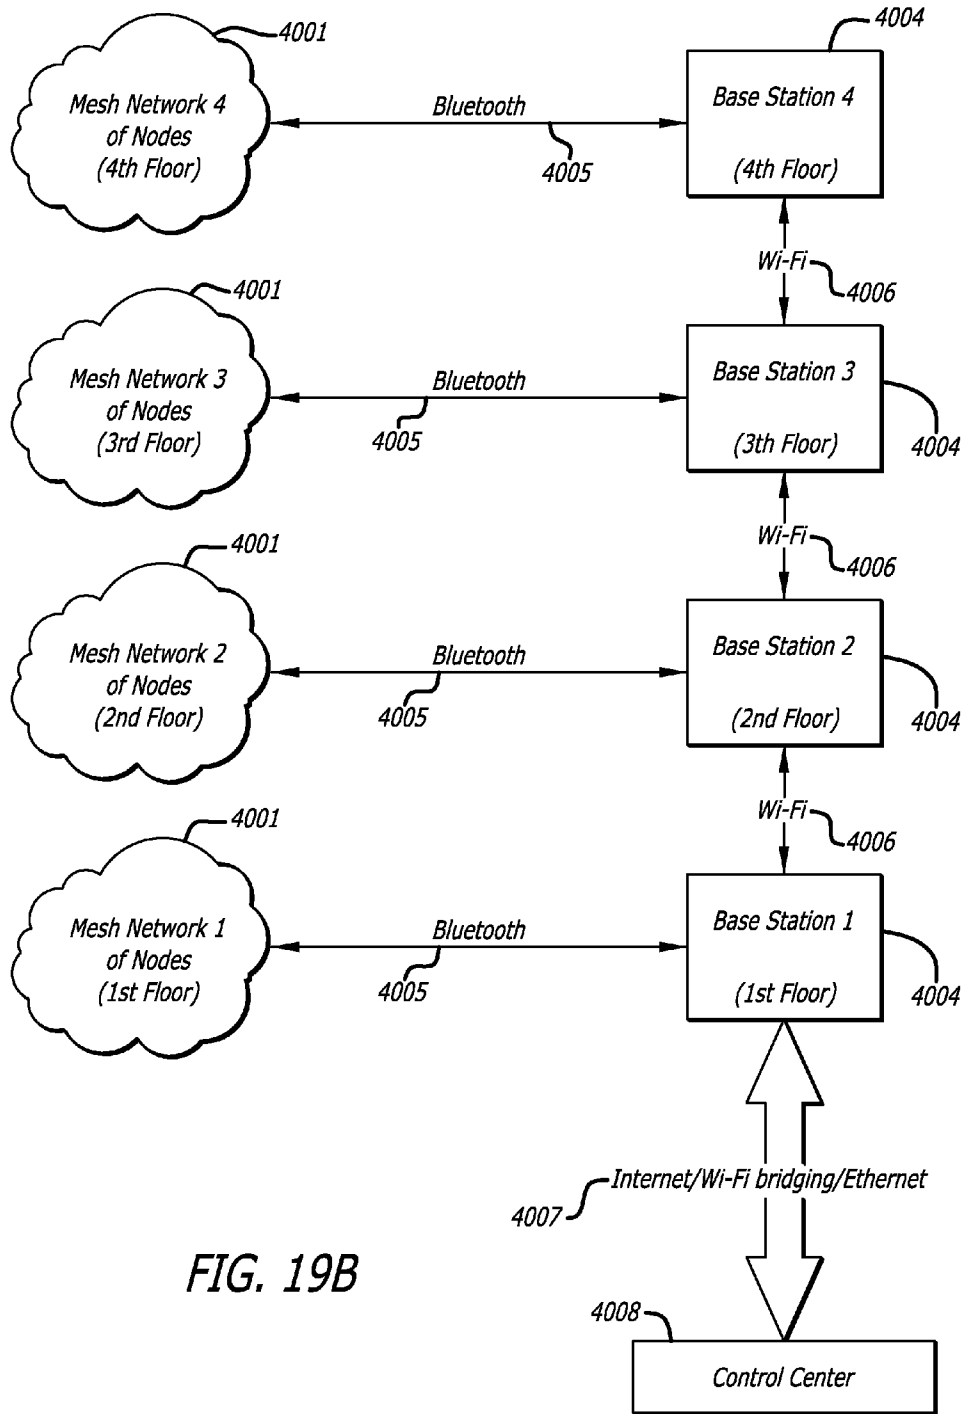 4001
4004
Mesh Network 4
of Nodes
(4th Floor)
Bluetooth
4005
Base Station 4
(4th Floor)
Wi-Fi
4006
4001
Mesh Network 3
of Nodes
(3rd Floor)
Bluetooth
4005
Base Station 3
(3th Floor)
4004
Wi-Fi
4006
4001
Mesh Network 2
of Nodes
(2nd Floor)
Bluetooth
4005
Base Station 2
(2nd Floor)
4004
Wi-Fi
4006
4001
Mesh Network 1
of Nodes
(1st Floor)
Bluetooth
4005
Base Station 1
(1st Floor)
4004
Internet/Wi-Fi bridging/Ethernet
4007
FIG. 19B
4008
Control Center